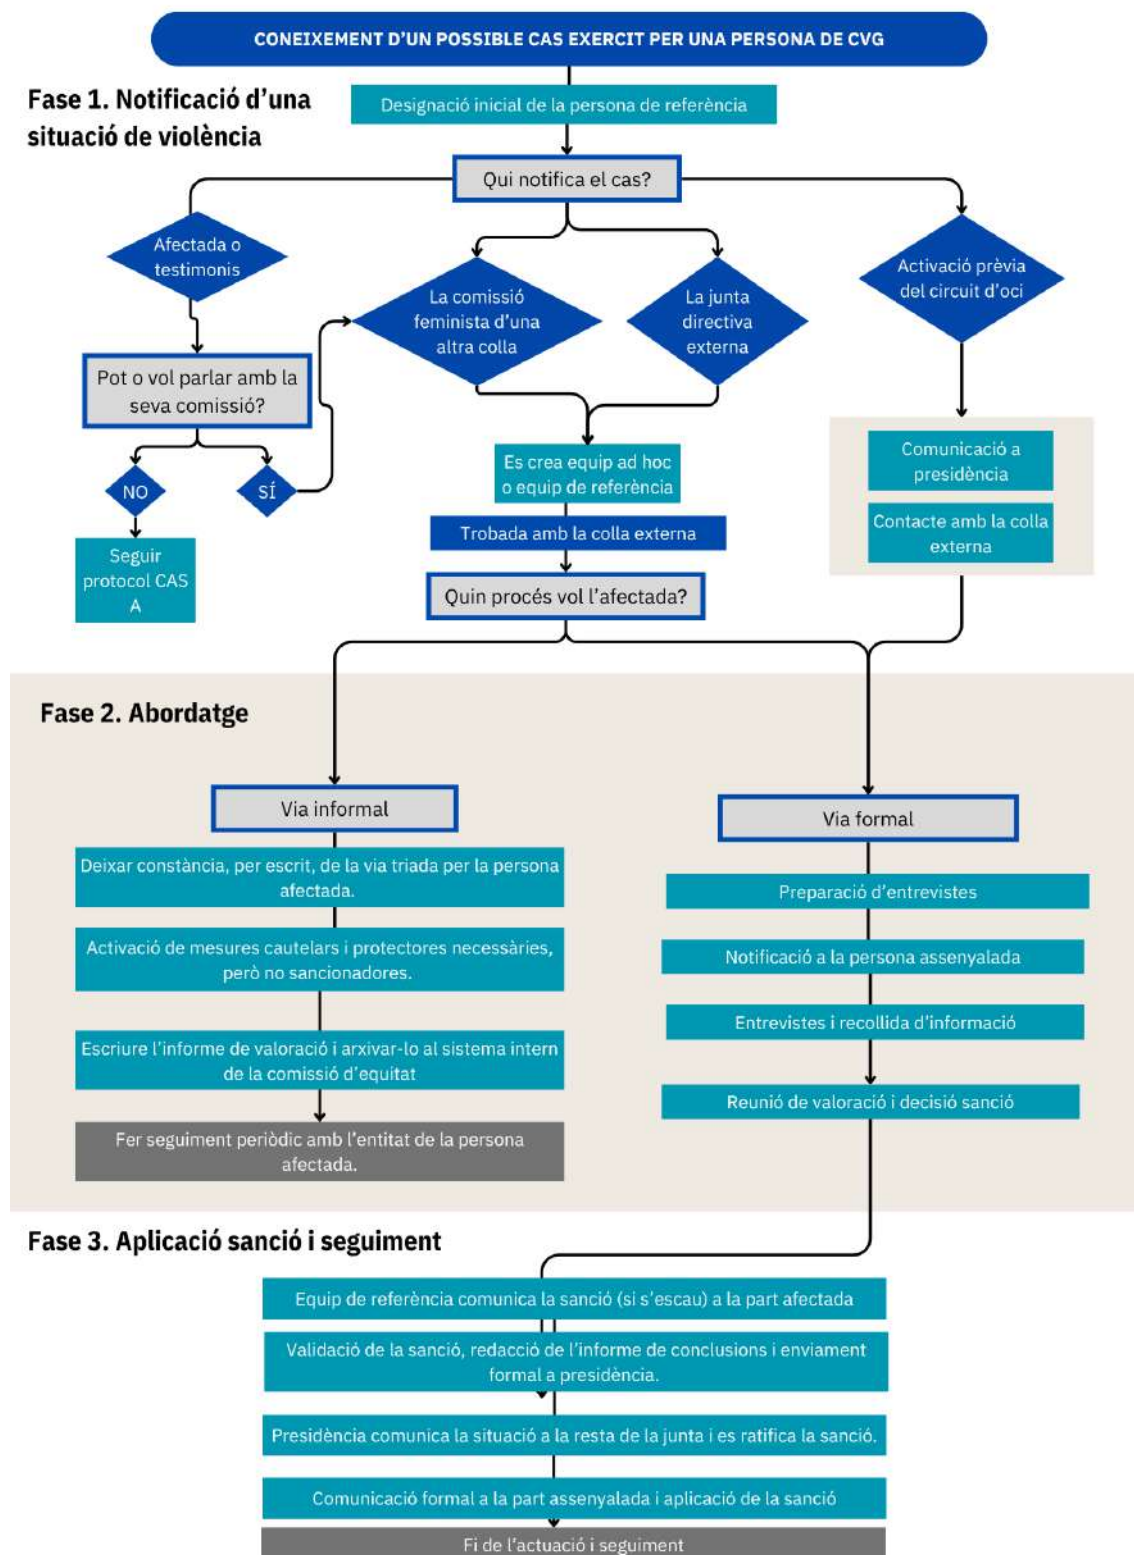 CONEIXEMENT D'UN POSSIBLE CAS EXERCIT PER UNA PERSONA DE CVG
Fase 1. Notificació d'una
situació de violència
Designació inicial de la persona de referència
Qui notifica el cas?
Afectada o
testimonis
La comissió
feminista d'una
altra colla
La junta
directiva
externa
Activació prèvia
del circuit d'oci
Pot o vol parlar amb la
seva comissió?
NO
SÍ
Seguir
protocol CAS
A
Es crea equip ad hoc
o equip de referència
Trobada amb la colla externa
Quin procés vol l'afectada?
Comunicació a
presidència
Contacte amb la colla
externa
Fase 2. Abordatge
Via informal
Deixar constància, per escrit, de la via triada per la persona
afectada.
Activació de mesures cautelars i protectores necessàries,
però no sancionadores.
Escriure l'informe de valoració i arxivar-lo al sistema intern
de la comissió d'equitat
Fer seguiment periòdic amb l'entitat de la persona
afectada.
Via formal
Preparació d'entrevistes
Notificació a la persona assenyalada
Entrevistes i recollida d'informació
Reunió de valoració i decisió sanció
Fase 3. Aplicació sanció i seguiment
Equip de referència comunica la sanció (si s'escau) a la part afectada
Validació de la sanció, redacció de l'informe de conclusions i enviament
formal a presidència.
Presidència comunica la situació a la resta de la junta i es ratifica la sanció.
Comunicació formal a la part assenyalada i aplicació de la sanció
Fi de l'actuació i seguiment